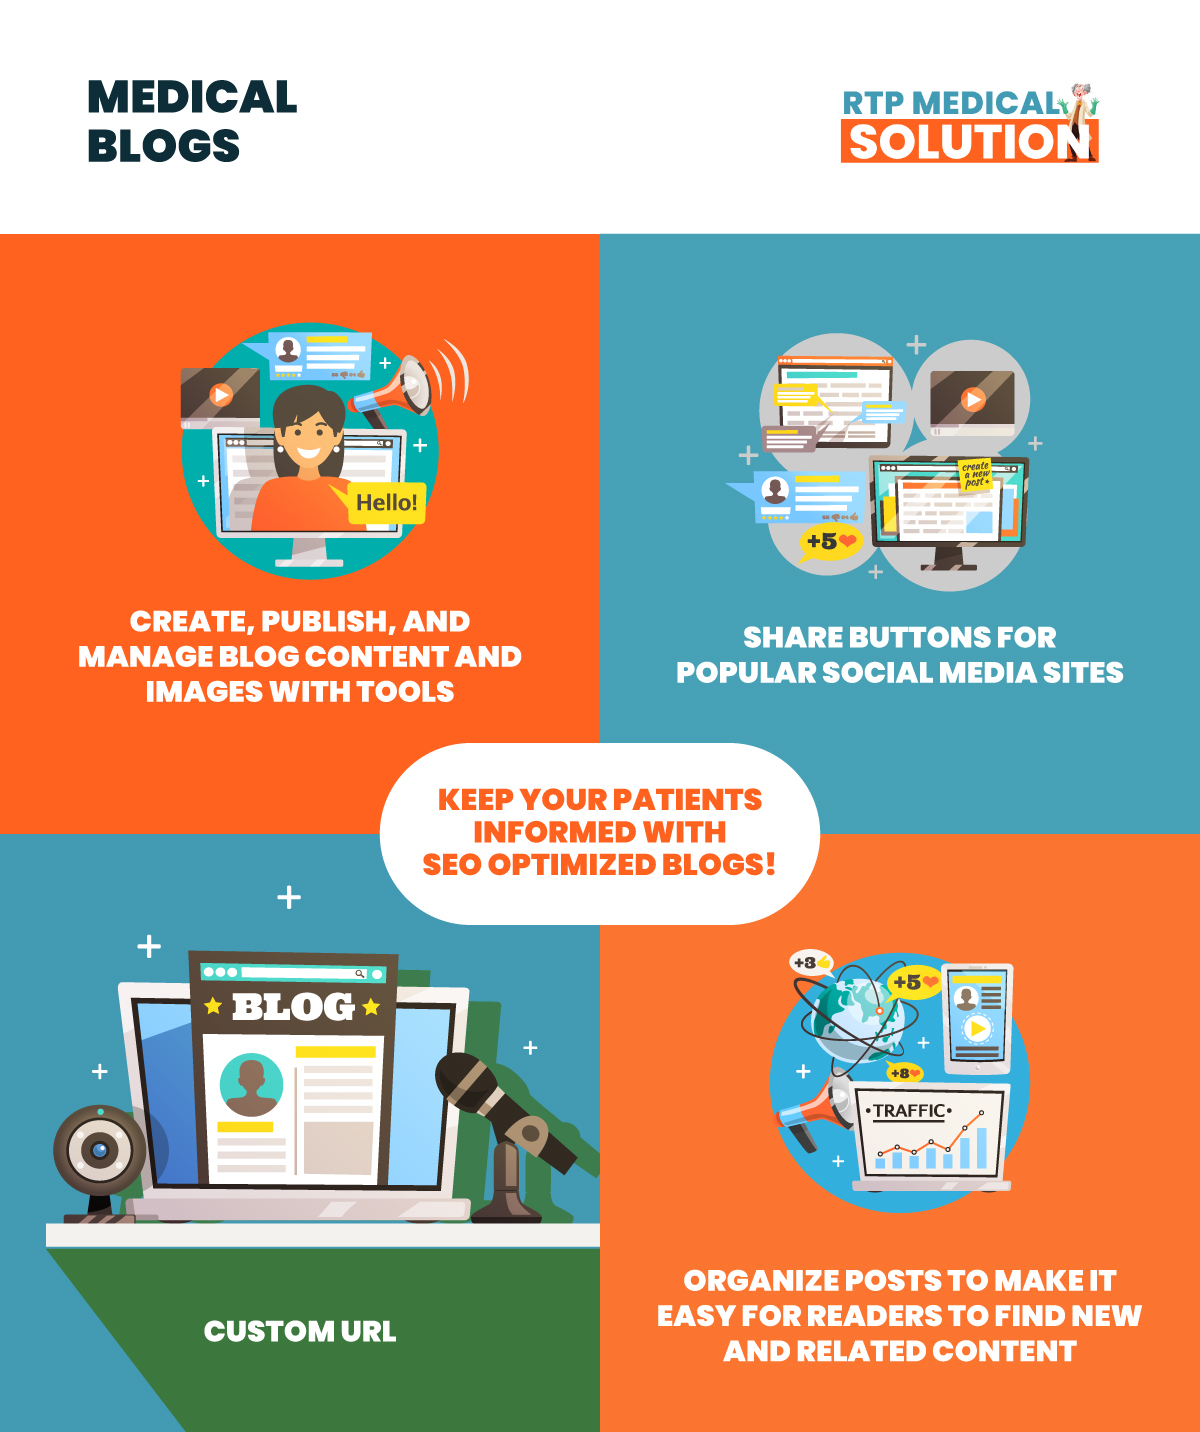 MEDICAL
BLOGS
RTP MEDICAL
SOLUTION
Hello!
CREATE, PUBLISH, AND
MANAGE BLOG CONTENT AND
IMAGES WITH TOOLS
create
a new
post+
+5
SHARE BUTTONS FOR
POPULAR SOCIAL MEDIA SITES
KEEP YOUR PATIENTS
INFORMED WITH
SEO OPTIMIZED BLOGS!
BLOG
CUSTOM URL
+3
+5
+8
•TRAFFIC•
ORGANIZE POSTS TO MAKE IT
EASY FOR READERS TO FIND NEW
AND RELATED CONTENT